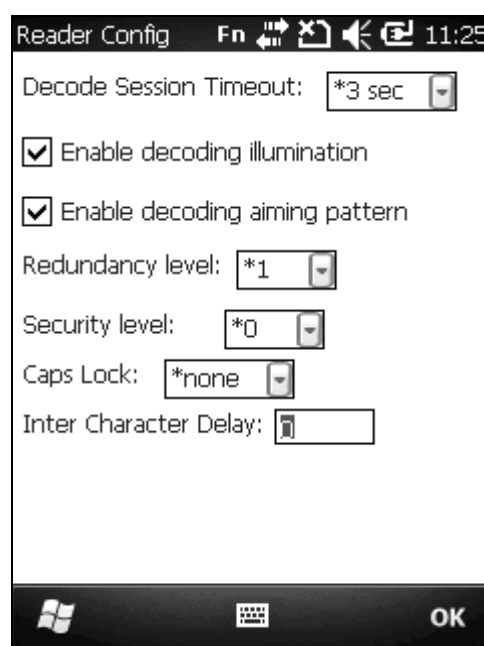 Reader Config Fn 11:25
Decode Session Timeout: *3 sec
Enable decoding illumination
Enable decoding aiming pattern
Redundancy level: *1
Security level: *0
Caps Lock: *none
Inter Character Delay:
OK